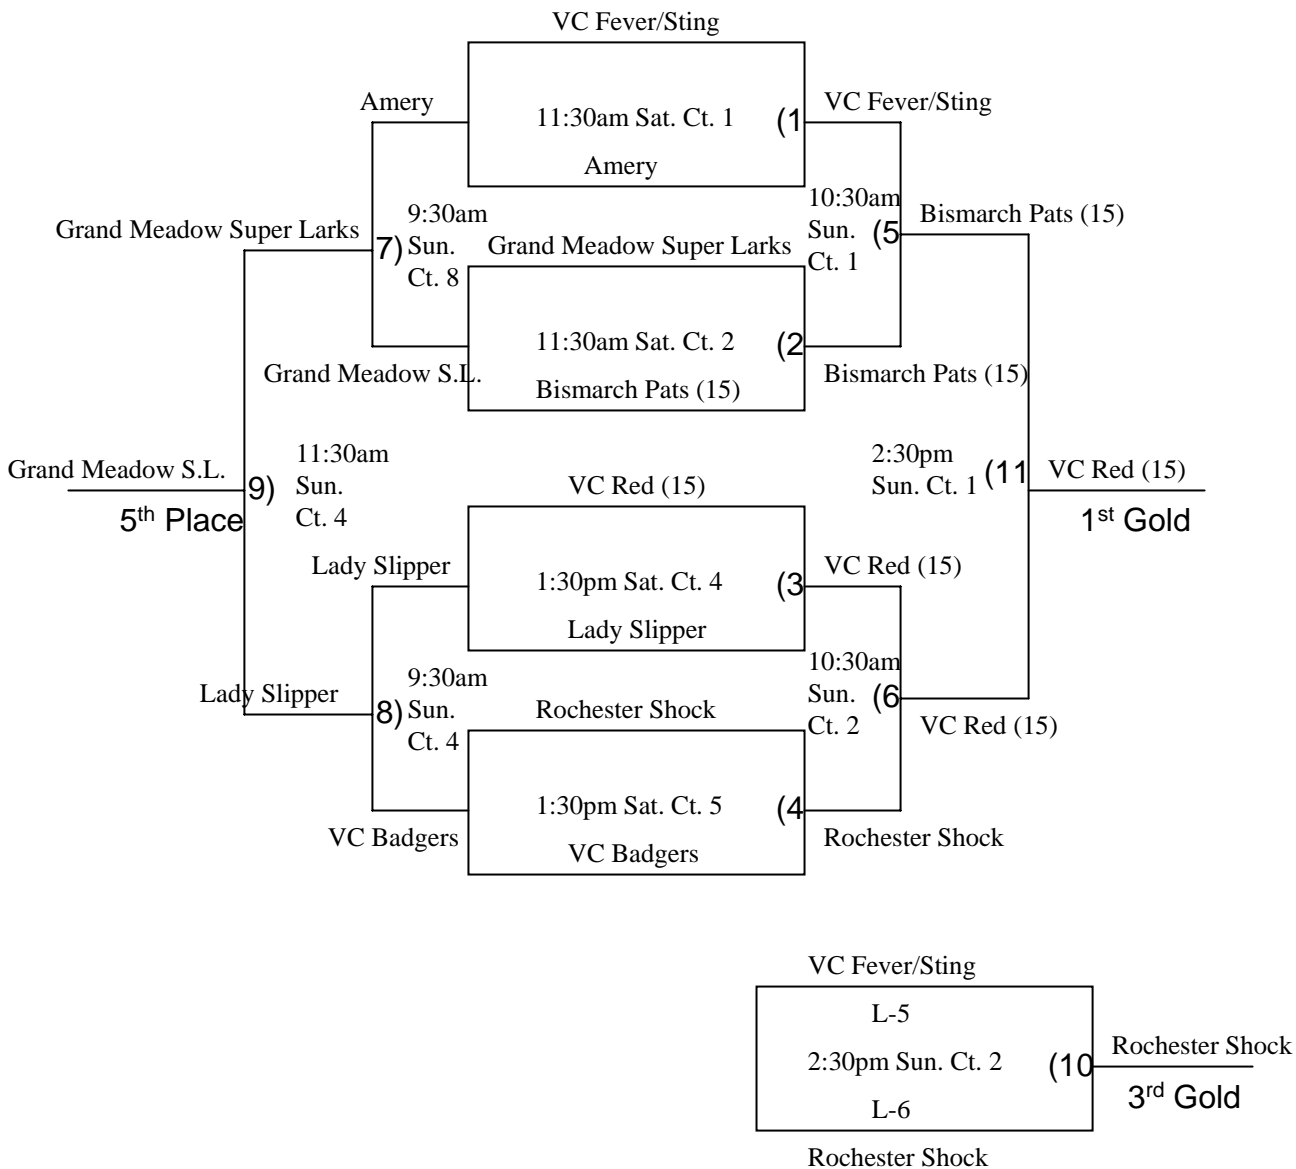 VC Fever/Sting
Amery
11:30am Sat. Ct. 1
(1
VC Fever/Sting
Amery
Grand Meadow Super Larks
7)
9:30am
Sun.
Ct. 8
Grand Meadow Super Larks
10:30am
Sun.
Ct. 1
(5
Bismarch Pats (15)
11:30am Sat. Ct. 2
(2
Grand Meadow S.L.
Bismarch Pats (15)
Bismarch Pats (15)
Grand Meadow S.L.
9)
5th Place
11:30am
Sun.
Ct. 4
VC Red (15)
2:30pm
Sun. Ct. 1
(11
VC Red (15)
1st Gold
Lady Slipper
1:30pm Sat. Ct. 4
(3
VC Red (15)
Lady Slipper
Lady Slipper
8)
9:30am
Sun.
Ct. 4
Rochester Shock
10:30am
Sun.
Ct. 2
(6
VC Red (15)
1:30pm Sat. Ct. 5
(4
VC Badgers
VC Badgers
Rochester Shock
VC Fever/Sting
L-5
2:30pm Sun. Ct. 2
(10
Rochester Shock
3rd Gold
L-6
Rochester Shock